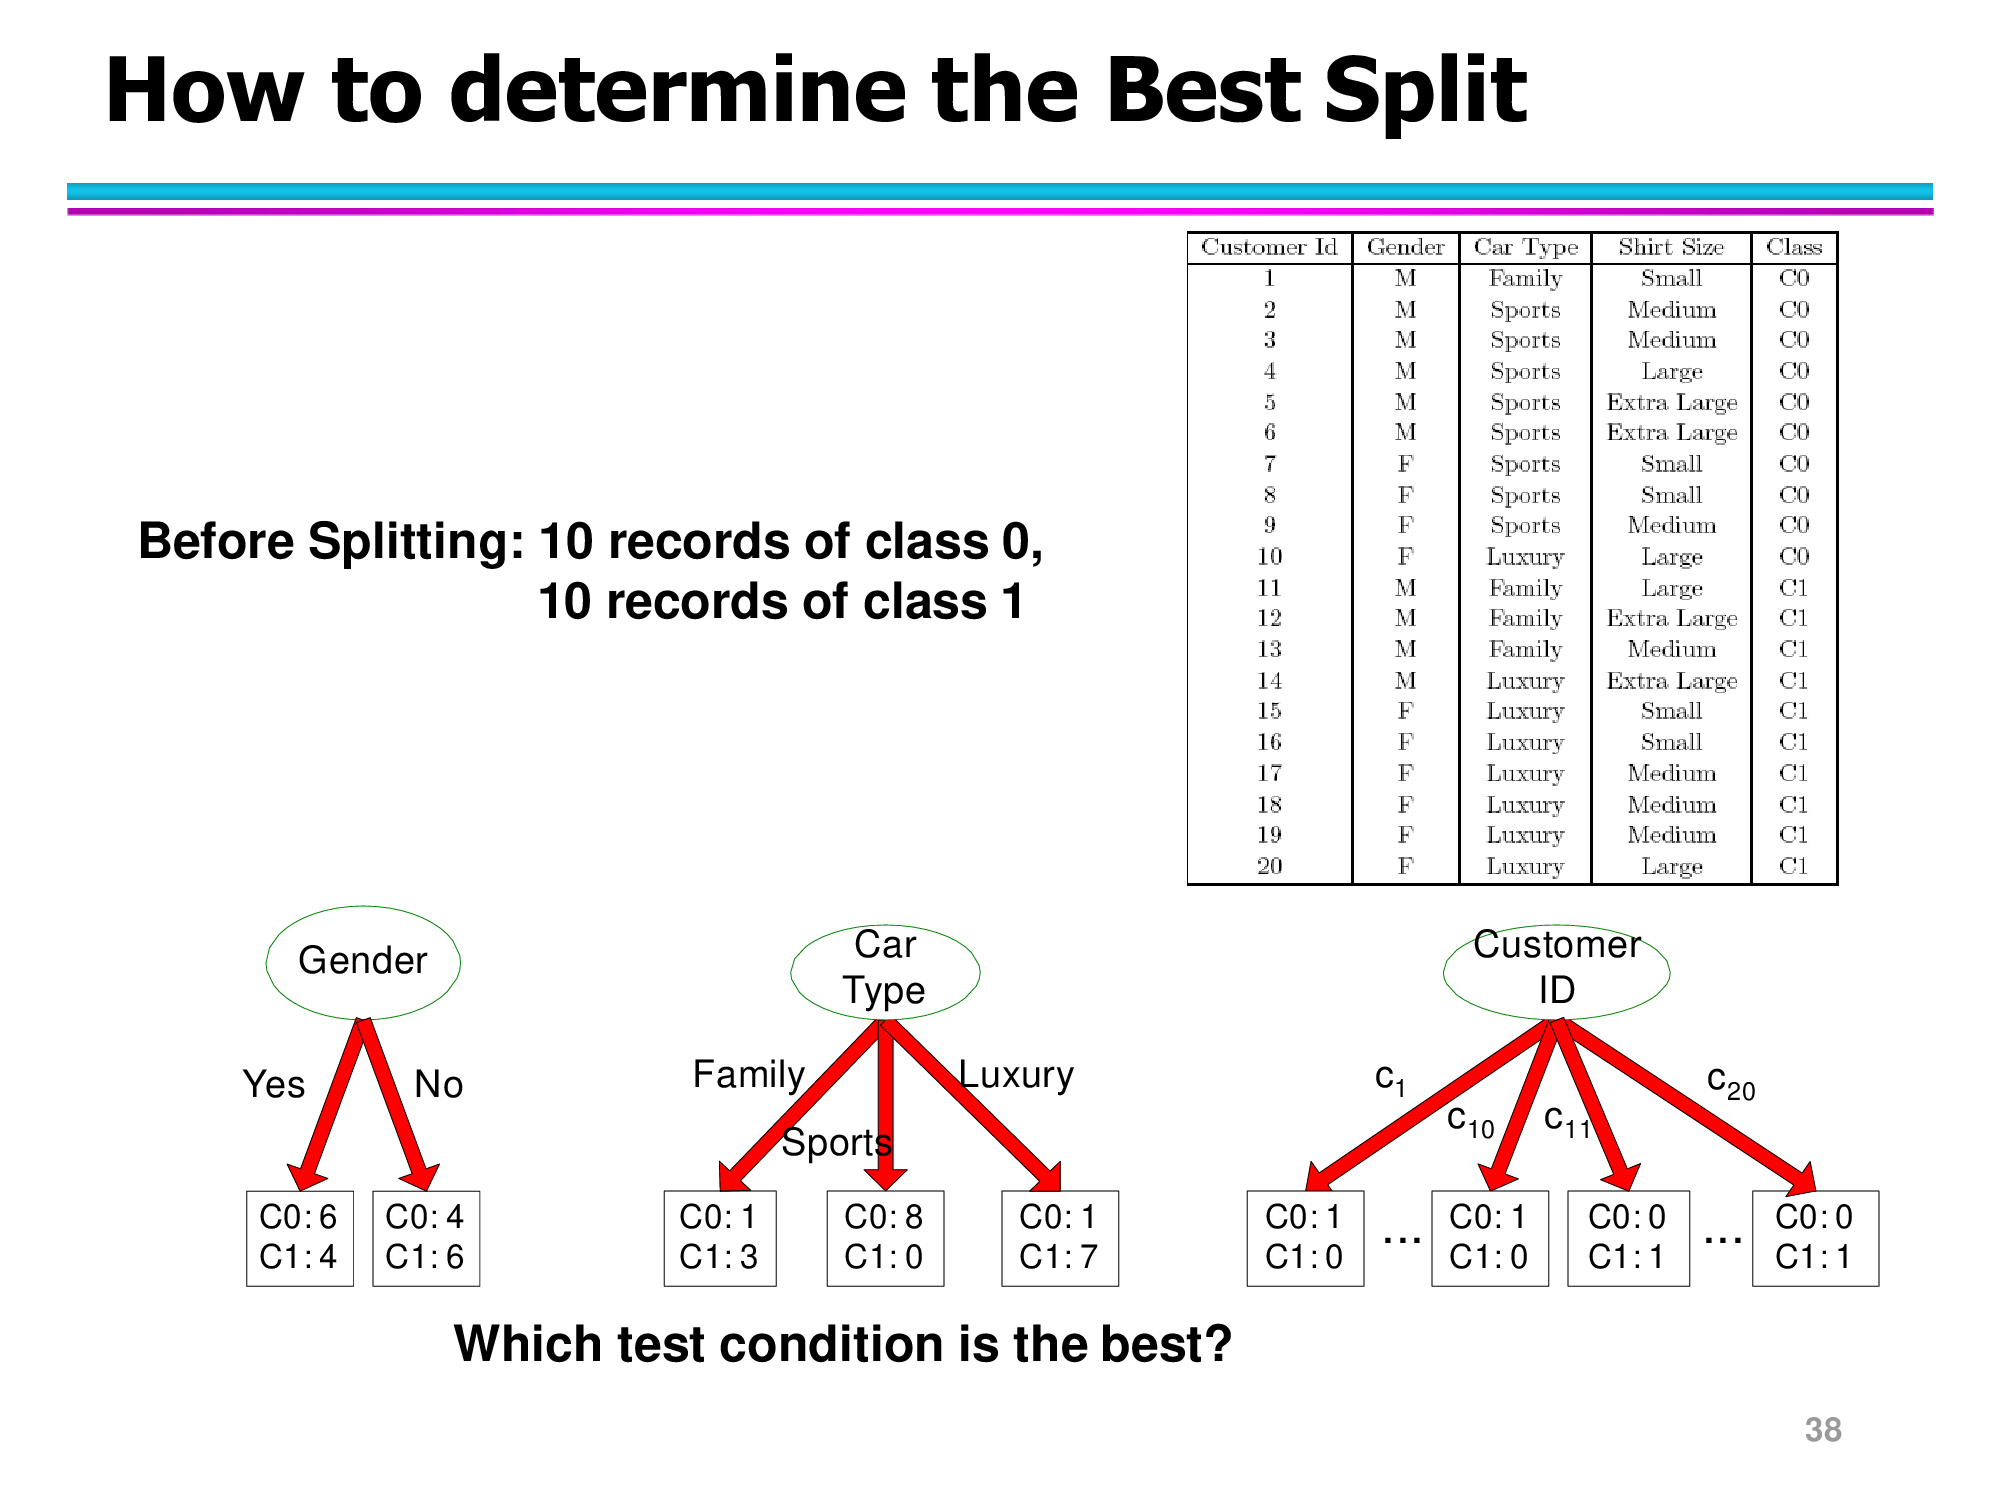 How to determine the Best Split
Customer Id Gender Car Type Shirt Size Class
1 M Family Small C0
2 M Sports Medium C0
3 M Sports Medium C0
4 M Sports Large C0
5 M Sports Extra Large C0
6 M Sports Extra Large C0
7 F Sports Small C0
8 F Sports Small C0
9 F Sports Medium C0
10 F Luxury Large C0
11 M Family Large C1
12 M Family Extra Large C1
13 M Family Medium C1
14 M Luxury Extra Large C1
15 F Luxury Small C1
16 F Luxury Small C1
17 F Luxury Medium C1
18 F Luxury Medium C1
19 F Luxury Medium C1
20 F Luxury Large C1
Before Splitting: 10 records of class 0,
10 records of class 1
Gender
Yes No
C0: 6 C0: 4
C1: 4 C1: 6
Car
Type
Family Luxury
Sports
C0: 1 C0: 8 C0: 1
C1: 3 C1: 0 C1: 7
Customer
ID
c1 c20
c10 c11
C0: 1 ... C0: 1 C0: 0 ... C0: 0
C1: 0 C1: 0 C1: 1 C1: 1
Which test condition is the best?
38